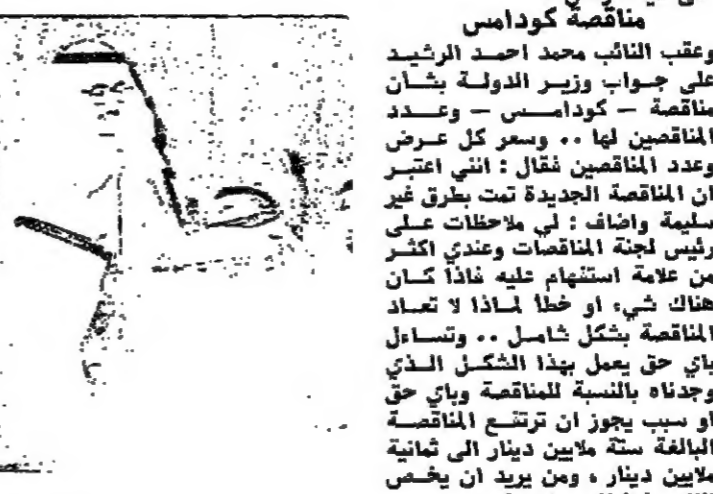 مناقصة كودامس
وعقب النائب محمد احمد الرشيد
على جواب وزير الدولة بشأن
مناقصة — كودامس — وعدد
المناقصين لها .. وسعر كل عرض
وعدد المناقصين فقال : انني اعتبر
ان المناقصة الجديدة تمت بطرق غير
سليمة واضاف : لي ملاحظات على
رئيس لجنة المناقصات وعندي اكثر
من علامة استفهام عليه فاذا كان
هناك شيء او خطأ لماذا لا تعاد
المناقصة بشكل شامل .. وتساءل
باي حق يعمل بهذا الشكل الذي
وجدناه بالنسبة للمناقصة وباي حق
او سبب يجوز ان ترتفع المناقصة
البالغة ستة ملايين دينار الى ثمانية
ملايين دينار ، ومن يريد ان يخص